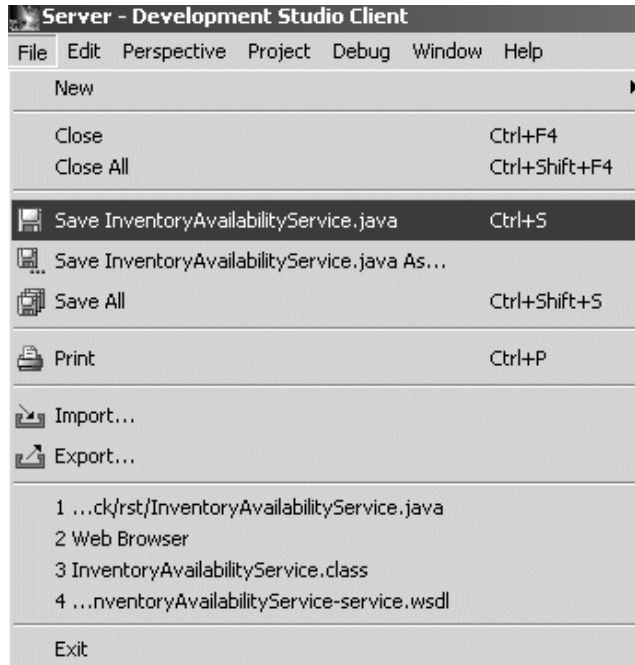 Server - Development Studio Client
File Edit Perspective Project Debug Window Help
New
Close Ctrl+F4
Close All Ctrl+Shift+F4
Save InventoryAvailabilityService.java Ctrl+S
Save InventoryAvailabilityService.java As...
Save All Ctrl+Shift+S
Print Ctrl+P
Import...
Export...
1 ...ck/rst/InventoryAvailabilityService.java
2 Web Browser
3 InventoryAvailabilityService.class
4 ...nventoryAvailabilityService-service.wsdl
Exit